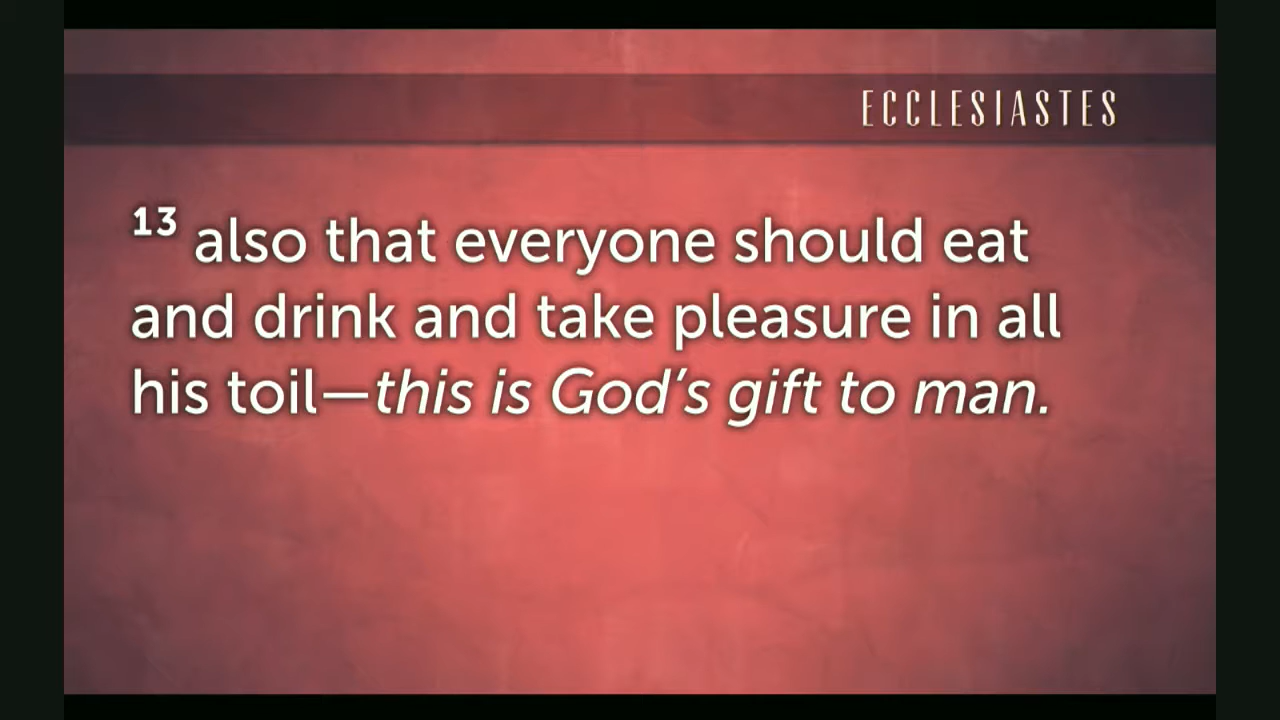 ECCLESIASTES
13 also that everyone should eat
and drink and take pleasure in all
his toil—this is God’s gift to man.